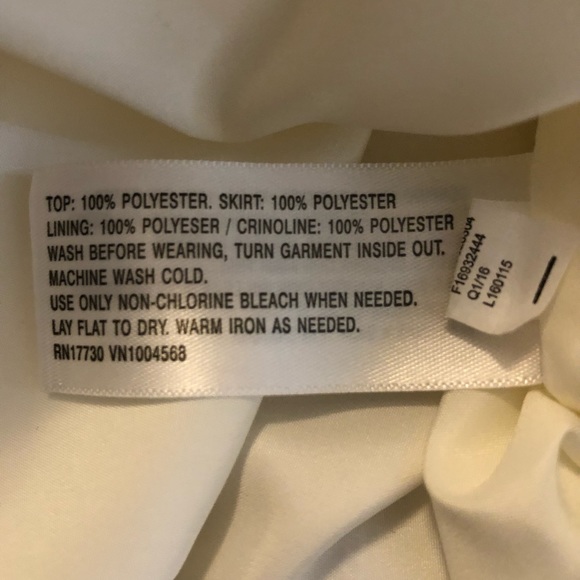 TOP: 100% POLYESTER. SKIRT: 100% POLYESTER
LINING: 100% POLYESER / CRINOLINE: 100% POLYESTER
WASH BEFORE WEARING, TURN GARMENT INSIDE OUT.
MACHINE WASH COLD.
USE ONLY NON-CHLORINE BLEACH WHEN NEEDED.
LAY FLAT TO DRY. WARM IRON AS NEEDED.
RN17730 VN1004568
F16932444
Q1/16
L160115